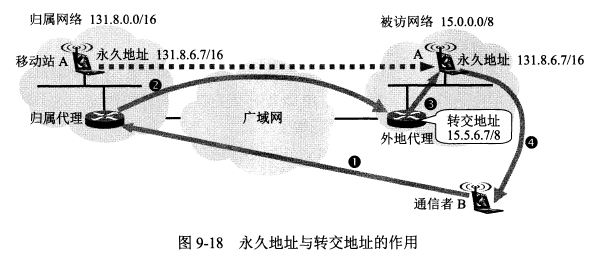 归属网络 131.8.0.0/16
被访网络 15.0.0.0/8
移动站 A
永久地址 131.8.6.7/16
A
永久地址 131.8.6.7/16
❷
❸
归属代理
广域网
外地代理
转交地址
15.5.6.7/8
❹
❶
通信者 B
图 9-18 永久地址与转交地址的作用